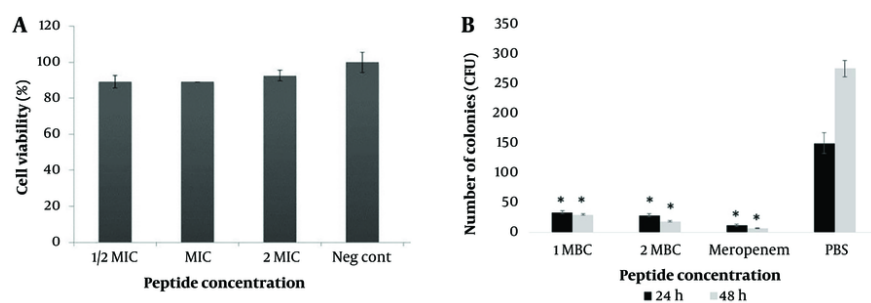 A
120
100
80
60
40
20
0
Cell viability (%)
1/2 MIC MIC 2 MIC Neg cont
Peptide concentration
B
350
300
250
200
150
100
50
0
Number of colonies (CFU)
* * * * * *
1 MBC 2 MBC Meropenem PBS
Peptide concentration
24 h 48 h